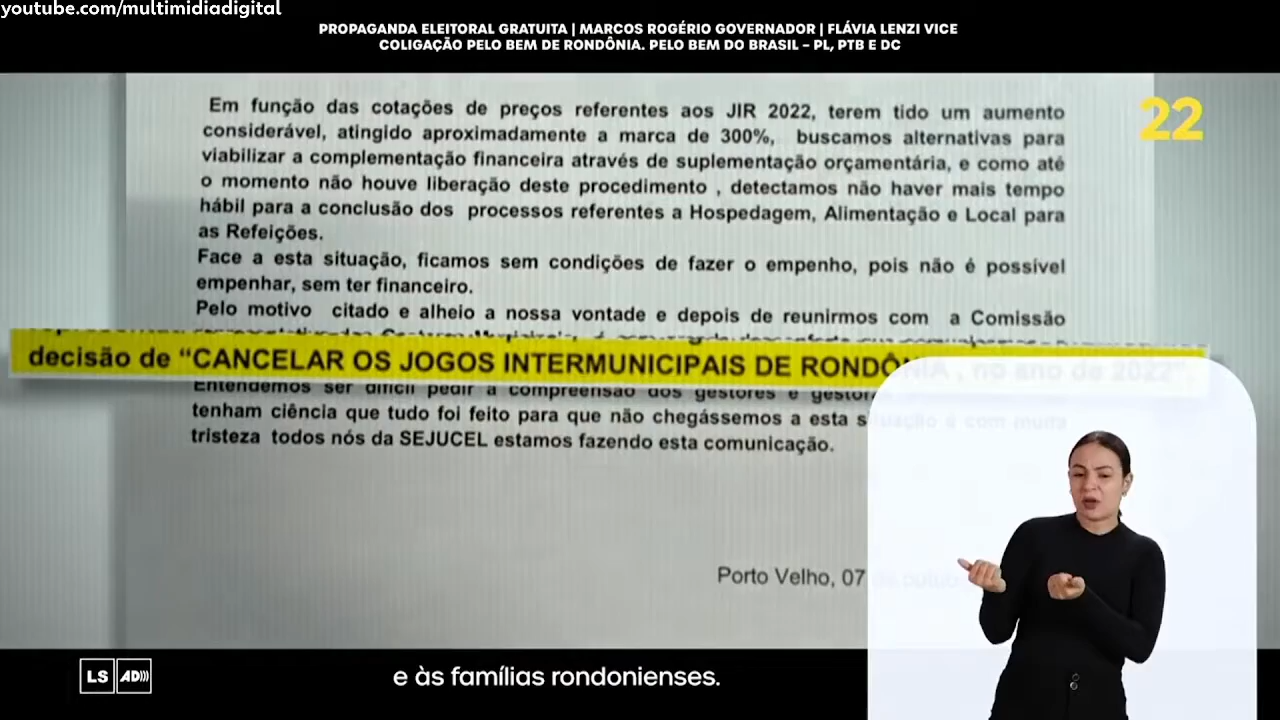 youtube.com/multimidiadigital
PROPAGANDA ELEITORAL GRATUITA | MARCOS ROGÉRIO GOVERNADOR | FLÁVIA LENZI VICE
COLIGAÇÃO PELO BEM DE RONDÔNIA. PELO BEM DO BRASIL – PL, PTB E DC
22
Em função das cotações de preços referentes aos JIR 2022, terem tido um aumento
considerável, atingido aproximadamente a marca de 300%, buscamos alternativas para
viabilizar a complementação financeira através de suplementação orçamentária, e como até
o momento não houve liberação deste procedimento , detectamos não haver mais tempo
hábil para a conclusão dos processos referentes a Hospedagem, Alimentação e Local para
as Refeições.
Face a esta situação, ficamos sem condições de fazer o empenho, pois não é possível
empenhar, sem ter financeiro.
Pelo motivo citado e alheio a nossa vontade e depois de reunirmos com a Comissão
decisão de “CANCELAR OS JOGOS INTERMUNICIPAIS DE RONDÔNIA , no ano de 2022”,
Entendemos ser difícil pedir a compreensão dos gestores e
tenham ciência que tudo foi feito para que não chegássemos a esta situação é com muita
tristeza todos nós da SEJUCEL estamos fazendo esta comunicação.
Porto Velho, 07
LS AD)))
e às famílias rondonienses.